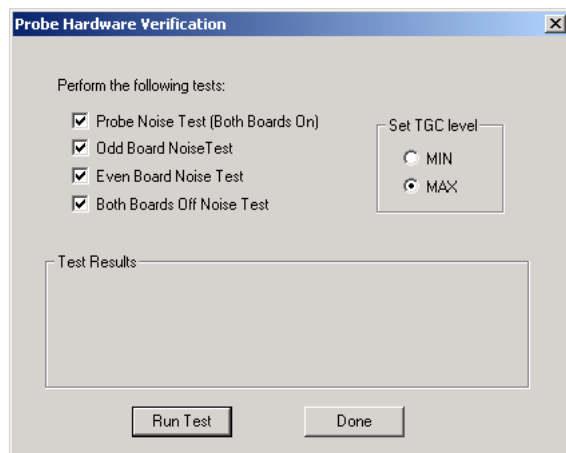 Probe Hardware Verification
Perform the following tests:
Probe Noise Test (Both Boards On)
Odd Board NoiseTest
Even Board Noise Test
Both Boards Off Noise Test
Set TGC level
MIN
MAX
Test Results
Run Test
Done